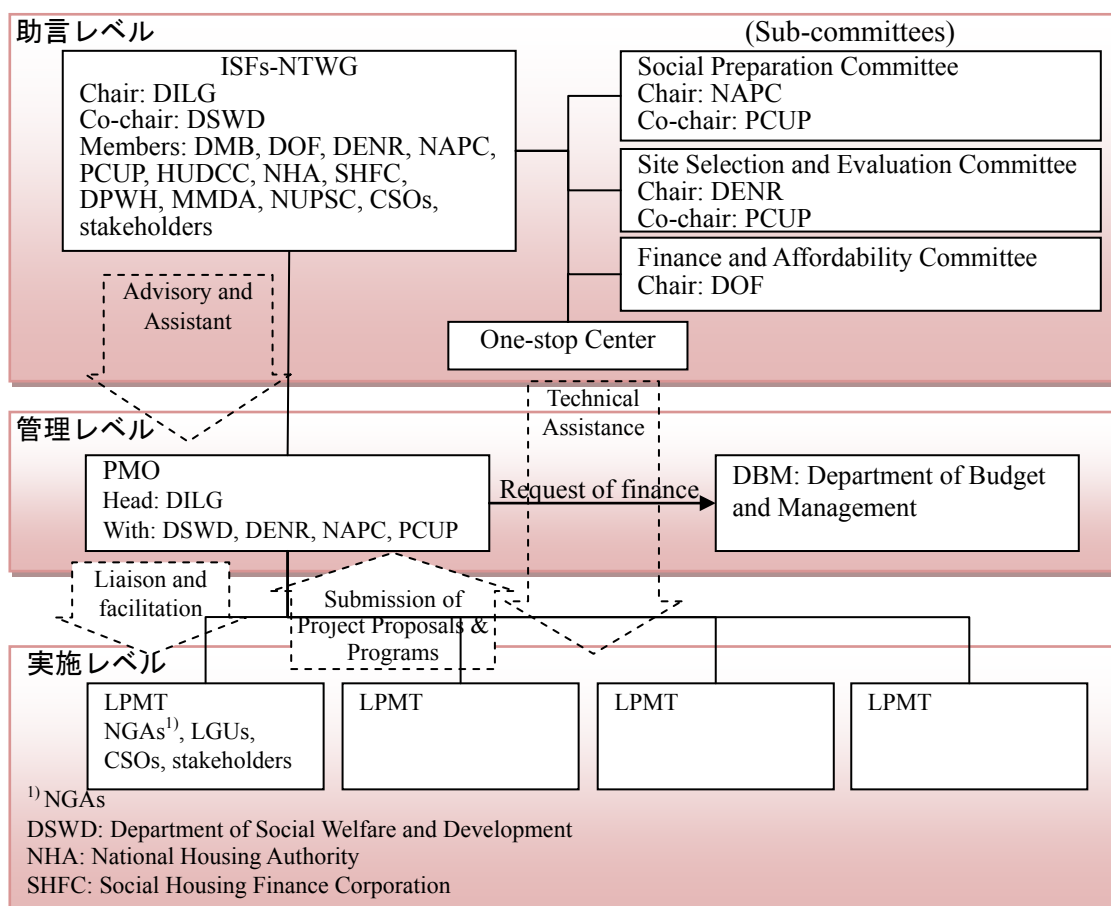 助言レベル
ISFs-NTWG
Chair: DILG
Co-chair: DSWD
Members: DMB, DOF, DENR, NAPC,
PCUP, HUDCC, NHA, SHFC,
DPWH, MMDA, NUPSC, CSOs,
stakeholders
(Sub-committees)
Social Preparation Committee
Chair: NAPC
Co-chair: PCUP
Site Selection and Evaluation Committee
Chair: DENR
Co-chair: PCUP
Finance and Affordability Committee
Chair: DOF
One-stop Center
Advisory and
Assistant
Technical
Assistance
管理レベル
PMO
Head: DILG
With: DSWD, DENR, NAPC, PCUP
Request of finance
DBM: Department of Budget
and Management
Liaison and
facilitation
Submission of
Project Proposals &
Programs
実施レベル
LPMT
NGAs1), LGUs,
CSOs, stakeholders
LPMT
LPMT
LPMT
1) NGAs
DSWD: Department of Social Welfare and Development
NHA: National Housing Authority
SHFC: Social Housing Finance Corporation